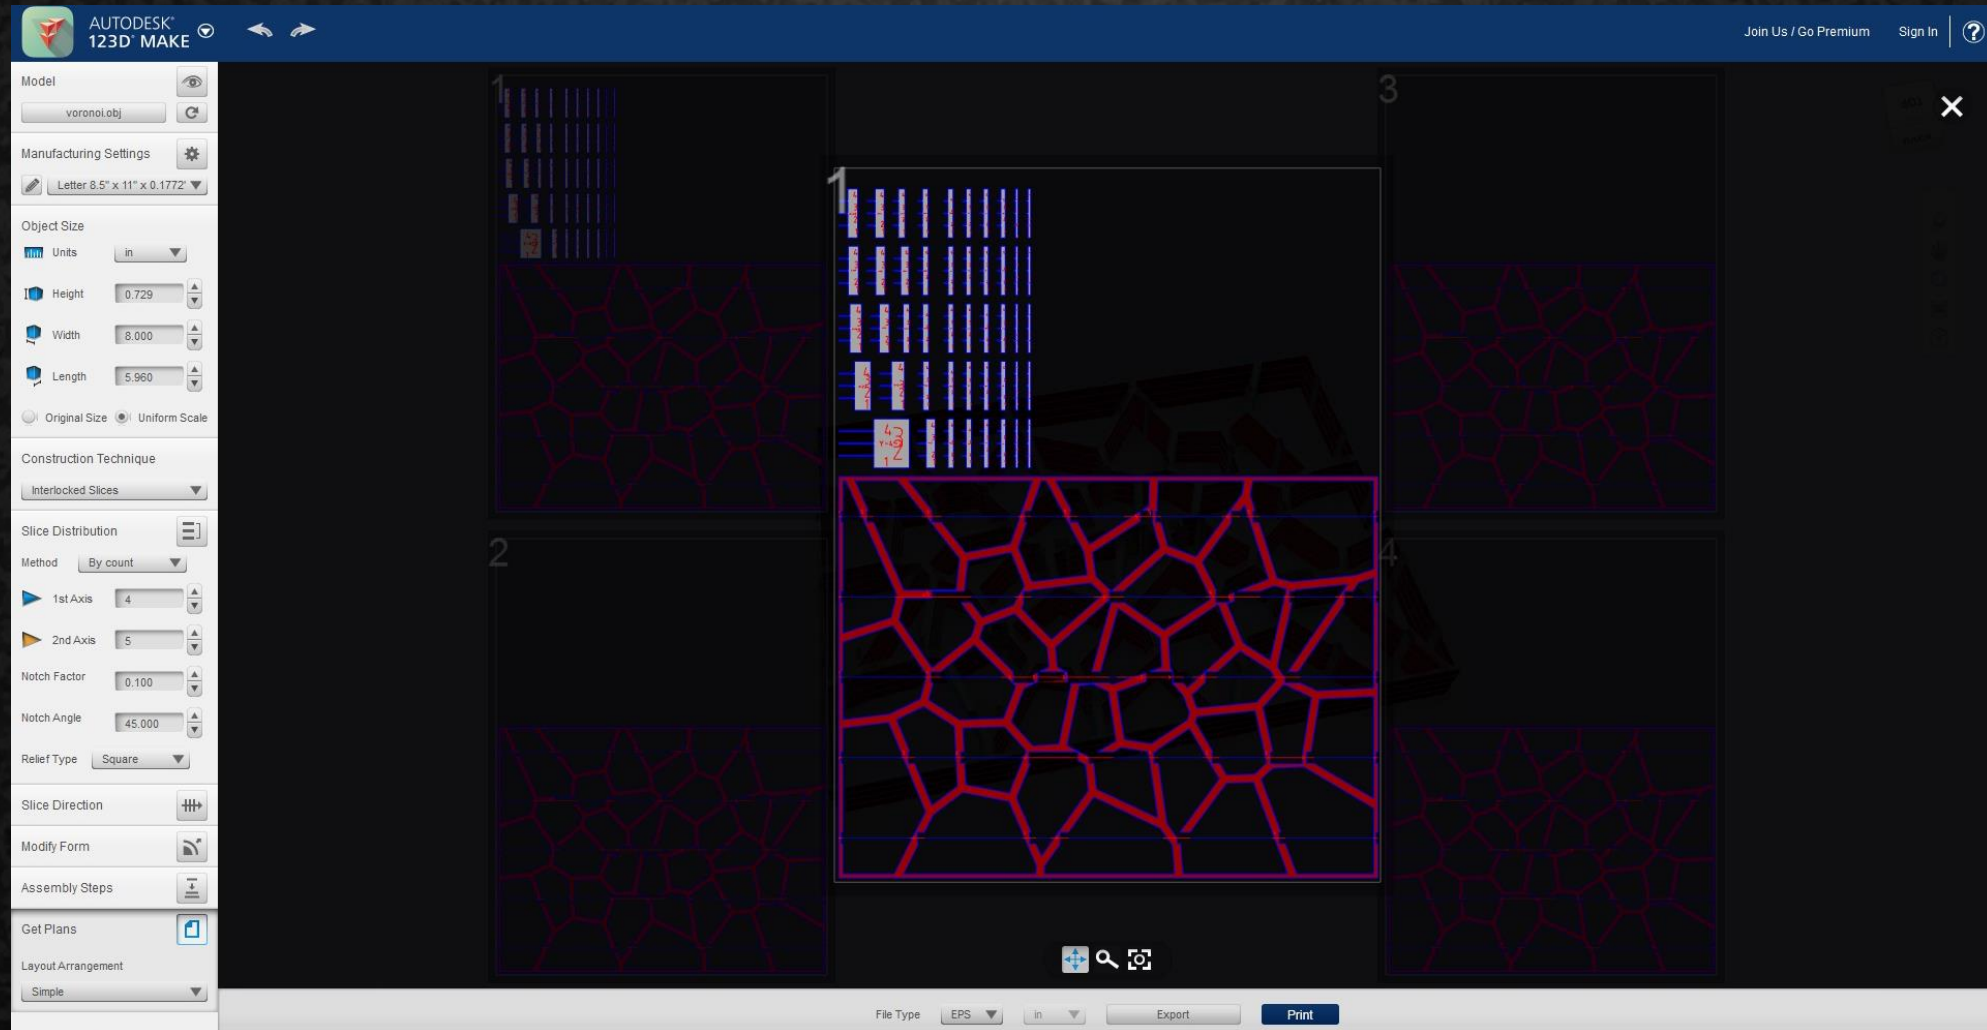 AUTODESK®
123D® MAKE
Join Us / Go Premium
Sign In
?
Model
voronoi.obj
Manufacturing Settings
Letter 8.5" x 11" x 0.1772"
Object Size
Units in
Height 0.729
Width 8.000
Length 5.960
Original Size Uniform Scale
Construction Technique
Interlocked Slices
Slice Distribution
Method By count
1st Axis 4
2nd Axis 5
Notch Factor 0.100
Notch Angle 45.000
Relief Type Square
Slice Direction
Modify Form
Assembly Steps
Get Plans
Layout Arrangement
Simple
1
3
1
2
4
File Type EPS in Export Print